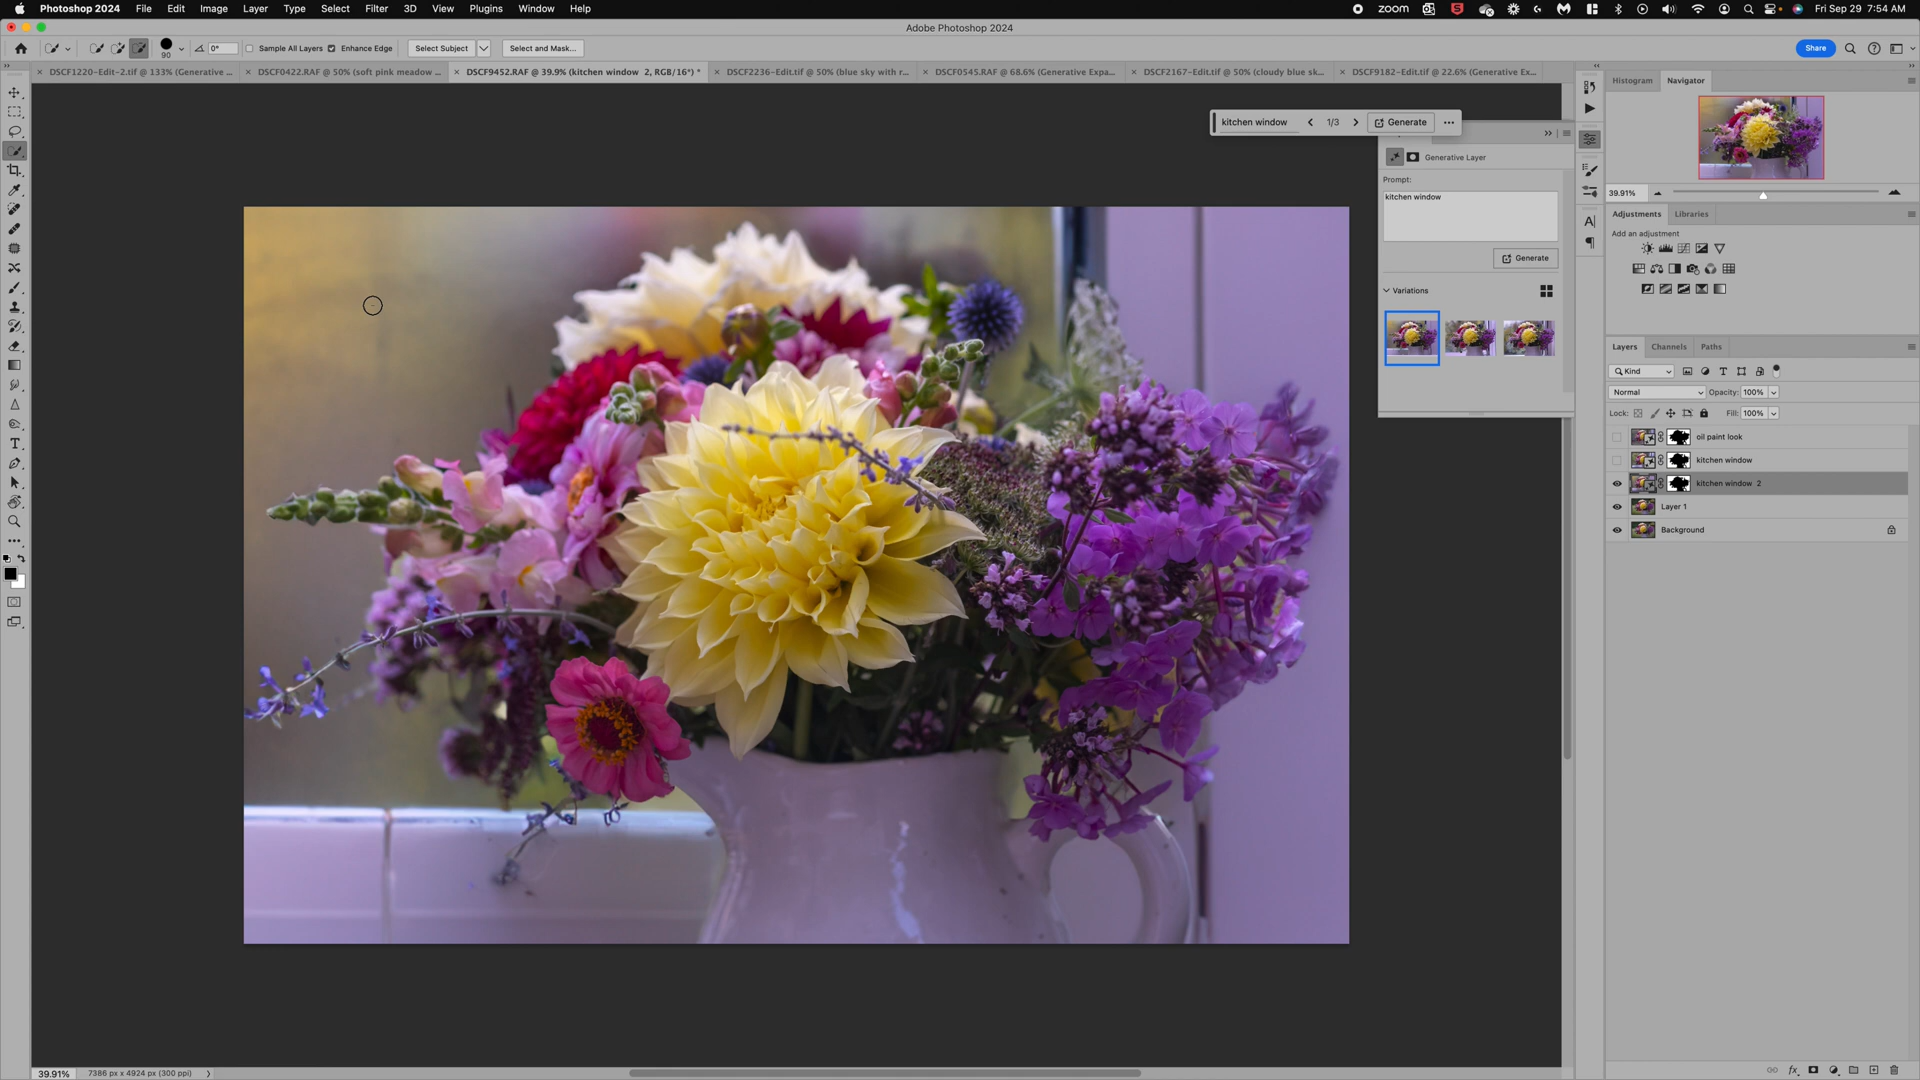 Photoshop 2024 File Edit Image Layer Type Select Filter 3D View Plugins Window Help zoom Fri Sep 29 7:54 AM
Adobe Photoshop 2024
90 0° Sample All Layers Enhance Edge Select Subject Select and Mask... Share
DSCF1220-Edit-2.tif @ 133% (Generative ... DSCF0422.RAF @ 50% (soft pink meadow ... DSCF9452.RAF @ 39.9% (kitchen window 2, RGB/16*) * DSCF2236-Edit.tif @ 50% (blue sky with r... DSCF0545.RAF @ 68.6% (Generative Expa... DSCF2167-Edit.tif @ 50% (cloudy blue sk... DSCF9182-Edit.tif @ 22.6% (Generative Ex...
Histogram Navigator
kitchen window 1/3 Generate ...
Generative Layer
Prompt:
kitchen window
Generate
Variations
39.91%
Adjustments Libraries
Add an adjustment
Layers Channels Paths
Kind
Normal Opacity: 100%
Lock: Fill: 100%
oil paint look
kitchen window
kitchen window 2
Layer 1
Background
39.91% 7386 px x 4924 px (300 ppi)